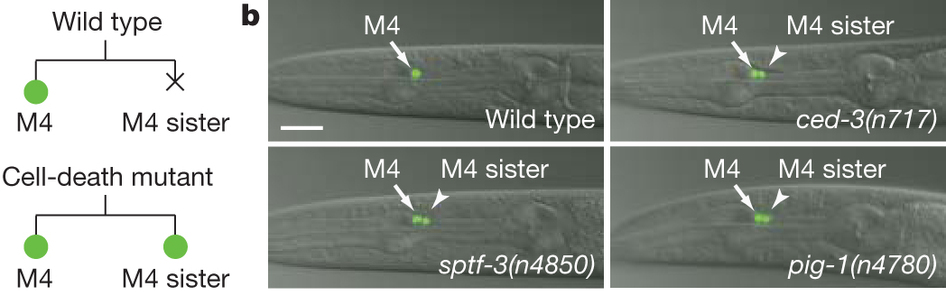 Wild type
M4
M4 sister
Cell-death mutant
M4
M4 sister
b
M4
Wild type
M4
M4 sister
ced-3(n717)
M4
M4 sister
sptf-3(n4850)
M4
M4 sister
pig-1(n4780)